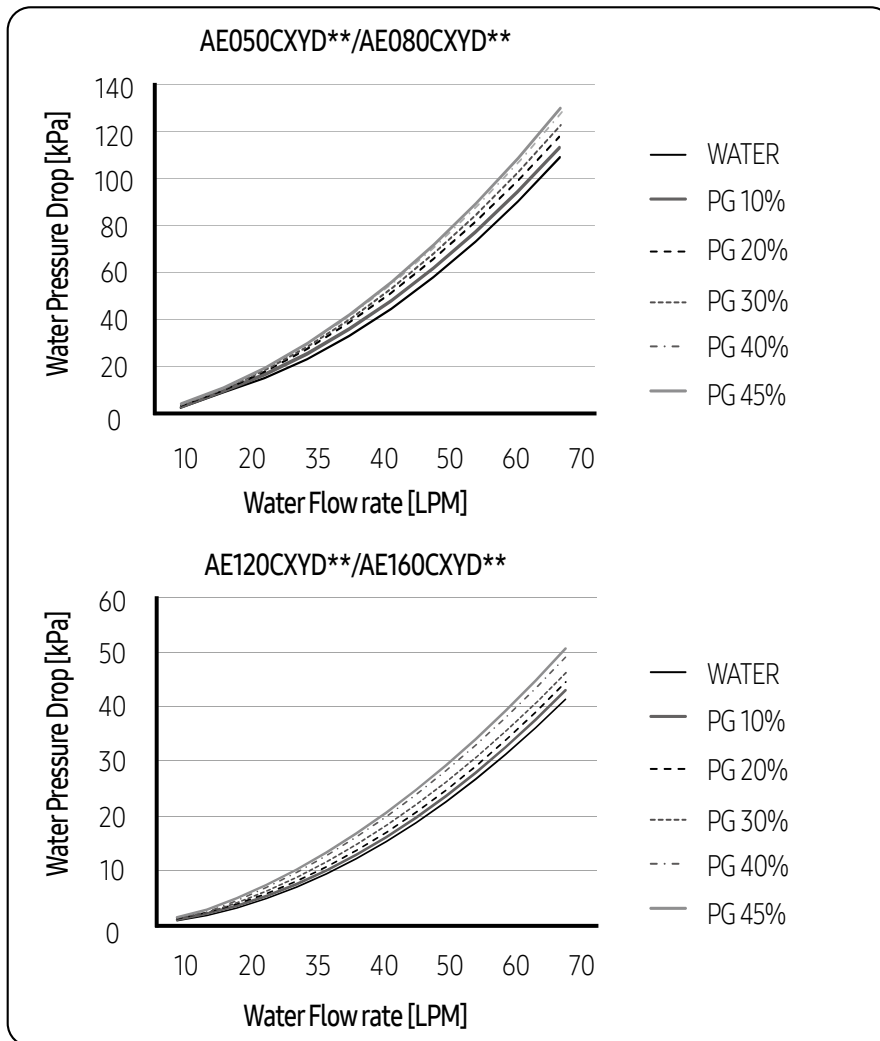 AE050CXYD**/AE080CXYD**
Water Pressure Drop [kPa]
140
120
100
80
60
40
20
0
10 20 35 40 50 60 70
Water Flow rate [LPM]
WATER
PG 10%
PG 20%
PG 30%
PG 40%
PG 45%
AE120CXYD**/AE160CXYD**
Water Pressure Drop [kPa]
60
50
40
30
20
10
0
10 20 35 40 50 60 70
Water Flow rate [LPM]
WATER
PG 10%
PG 20%
PG 30%
PG 40%
PG 45%